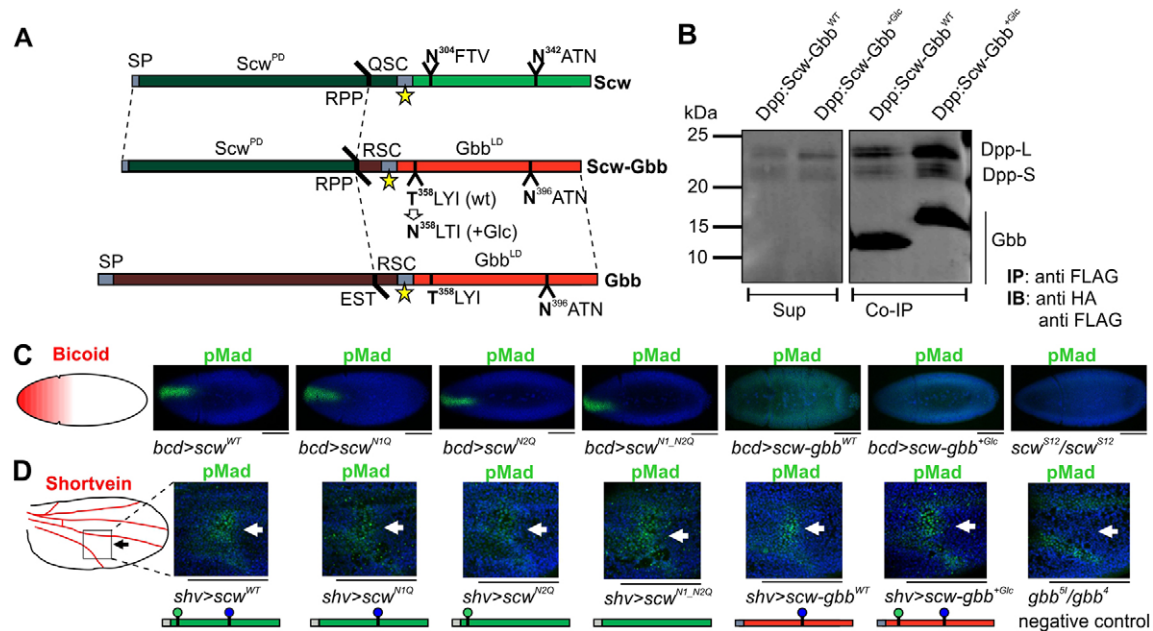 A
SP
Scw^PD
QSC
N^304FTV
N^342ATN
Scw
RPP
Scw^PD
RSC
Gbb^LD
Scw-Gbb
RPP
T^358LYI (wt)
N^396ATN
N^358LTI (+Glc)
SP
RSC
Gbb^LD
Gbb
EST
T^358LYI
N^396ATN
B
Dpp:Scw-Gbb^WT
Dpp:Scw-Gbb^+Glc
Dpp:Scw-Gbb^WT
Dpp:Scw-Gbb^+Glc
kDa
25
20
15
10
Dpp-L
Dpp-S
Gbb
IP: anti FLAG
IB: anti HA
anti FLAG
Sup
Co-IP
C
Bicoid
pMad pMad pMad pMad pMad pMad pMad
bcd>scw^WT bcd>scw^N1Q bcd>scw^N2Q bcd>scw^N1_N2Q bcd>scw-gbb^WT bcd>scw-gbb^+Glc scw^S12/scw^S12
D
Shortvein
pMad pMad pMad pMad pMad pMad pMad
shv>scw^WT shv>scw^N1Q shv>scw^N2Q shv>scw^N1_N2Q shv>scw-gbb^WT shv>scw-gbb^+Glc gbb^5I/gbb^4
negative control